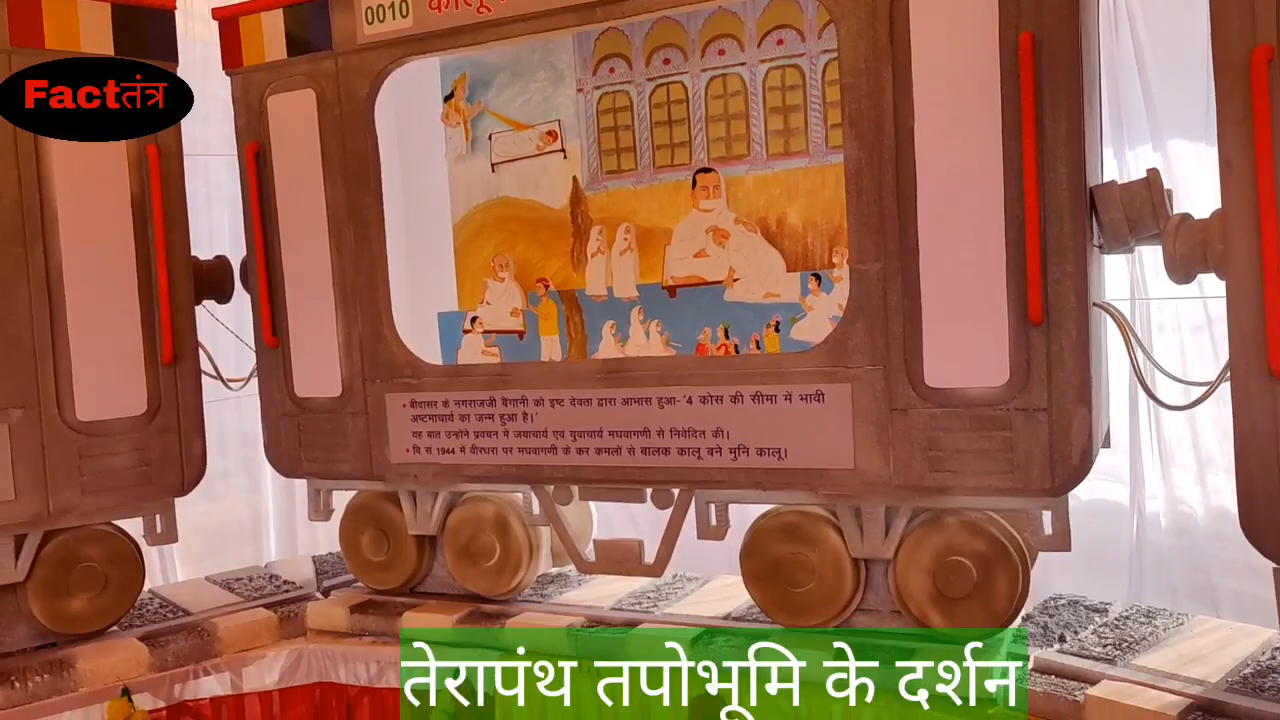 0010
Factतंत्र
• बीदासर के नगराजजी बैंगानी को इष्ट देवता द्वारा आभास हुआ-'4 कोस की सीमा में भावी
अष्टमाचार्य का जन्म हुआ है।'
यह बात उन्होंने प्रवचन में जयाचार्य एवं युवाचार्य मघवागणी से निवेदित की।
• वि सं 1944 में वीरधरा पर मघवागणी के कर कमलों से बालक कालू बने मुनि कालू।
तेरापंथ तपोभूमि के दर्शन